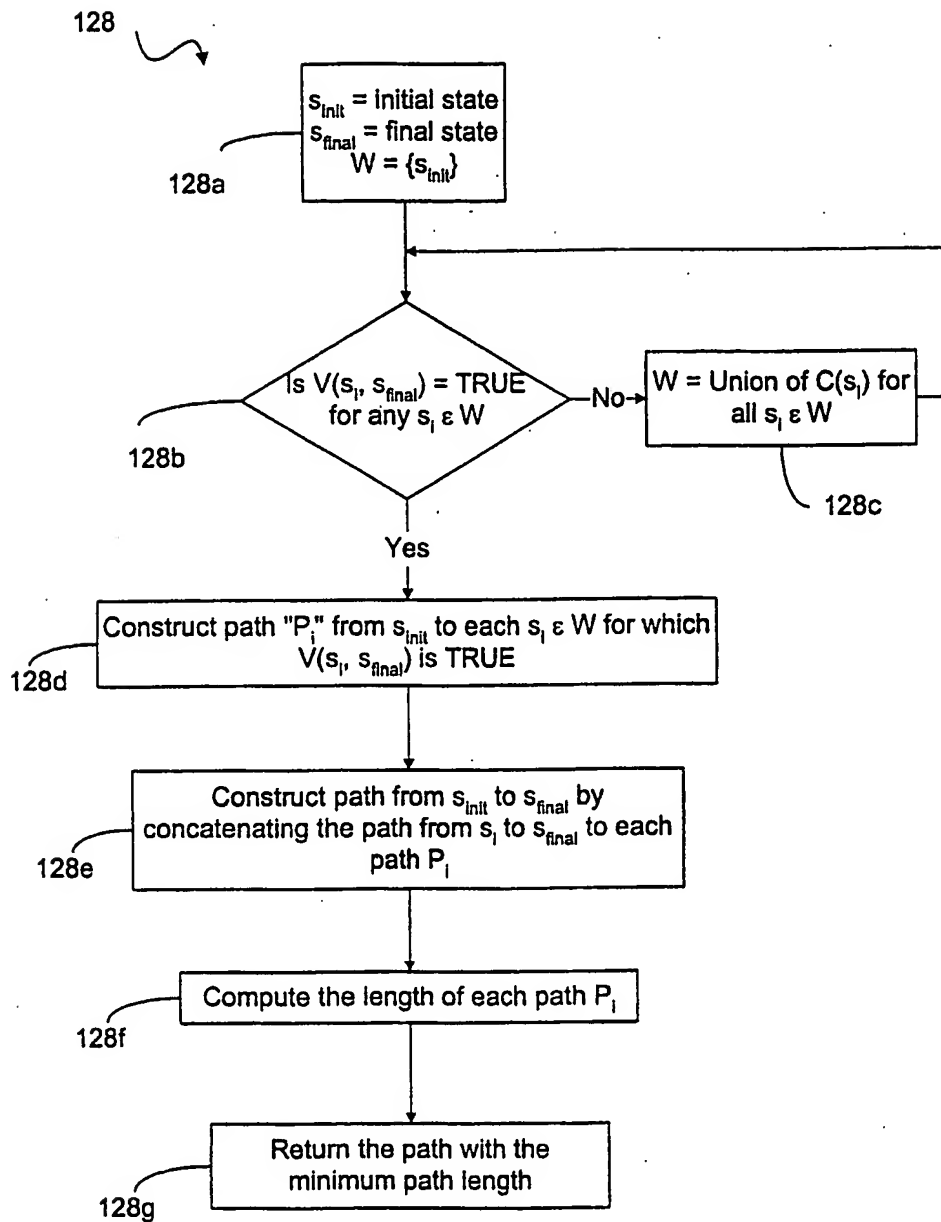 128
s_init = initial state
s_final = final state
W = {s_init}
128a
Is V(s_i, s_final) = TRUE
for any s_i ε W
128b
No
W = Union of C(s_i) for
all s_i ε W
128c
Yes
Construct path "P_i" from s_init to each s_i ε W for which
V(s_i, s_final) is TRUE
128d
Construct path from s_init to s_final by
concatenating the path from s_i to s_final to each
path P_i
128e
Compute the length of each path P_i
128f
Return the path with the
minimum path length
128g